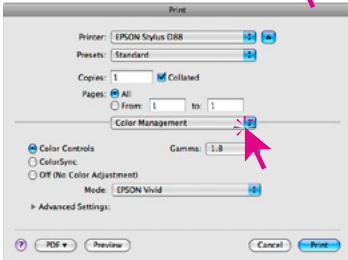 Print
Printer: EPSON Stylus D88
Presets: Standard
Copies: 1 Collated
Pages: All
From: 1 to: 1
Color Management
Color Controls Gamma: 1.8
ColorSync
Off (No Color Adjustment)
Mode: EPSON Vivid
Advanced Settings:
? PDF Preview Cancel Print